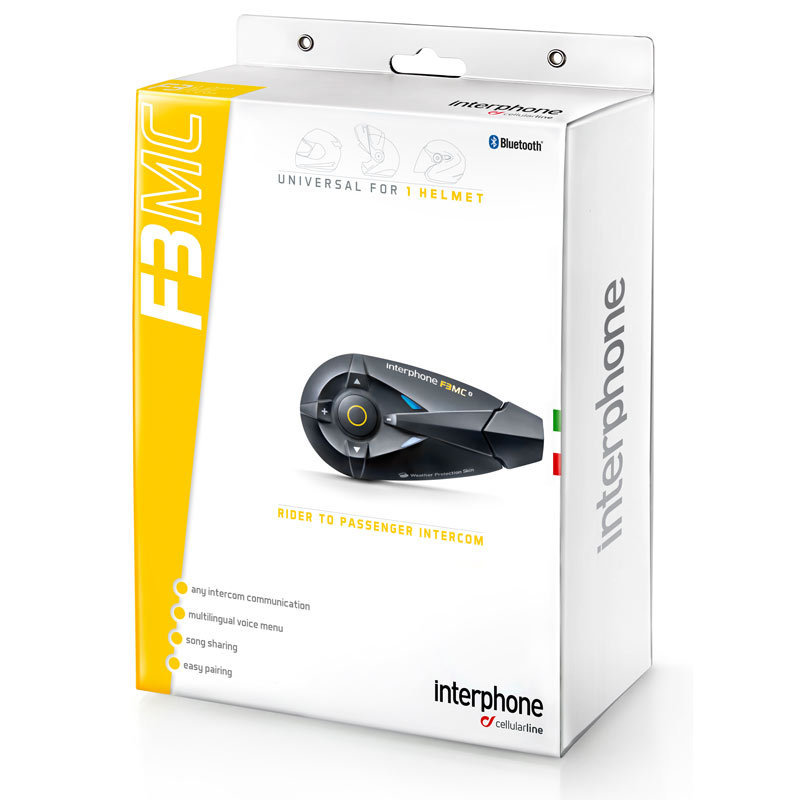 F3
interphone
cellularline
F3MC
Bluetooth®
UNIVERSAL FOR 1 HELMET
interphone F3MC
Weather Protection Skin
RIDER TO PASSENGER INTERCOM
any intercom communication
multilingual voice menu
song sharing
easy pairing
interphone
cellularline
interphone